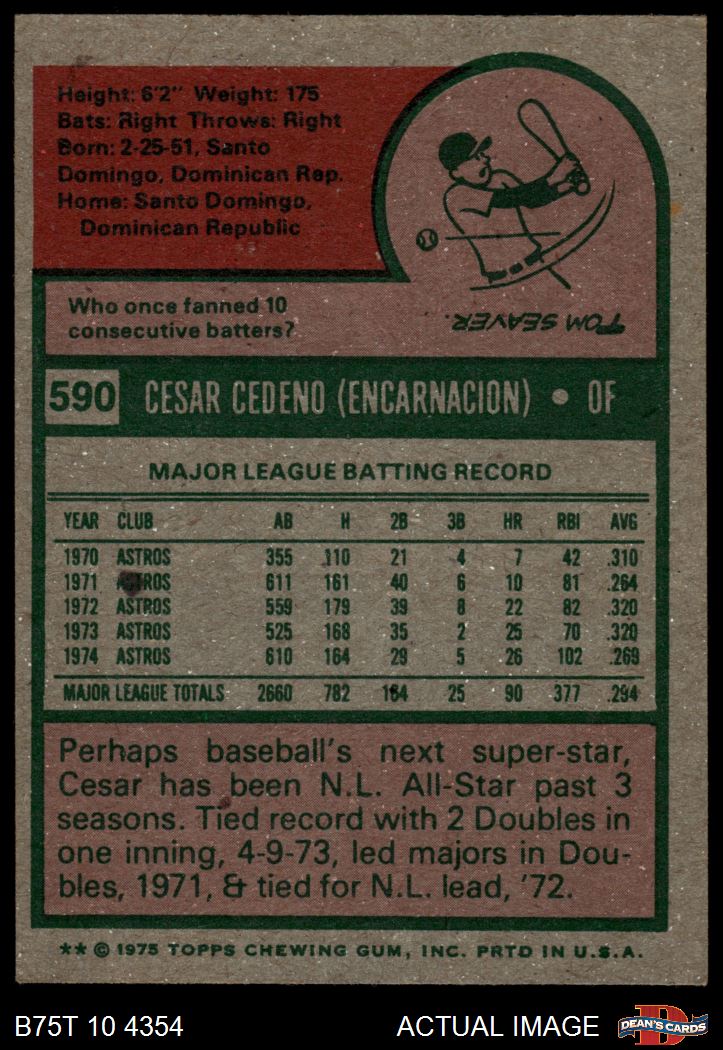 Height: 6'2" Weight: 175
Bats: Right Throws: Right
Born: 2-25-51, Santo
Domingo, Dominican Rep.
Home: Santo Domingo,
Dominican Republic
Who once fanned 10
consecutive batters?
TOM SEAVER.
590 CESAR CEDENO (ENCARNACION) • OF
MAJOR LEAGUE BATTING RECORD
YEAR CLUB AB H 2B 3B HR RBI AVG
1970 ASTROS 355 110 21 4 7 42 .310
1971 ASTROS 611 161 40 6 10 81 .264
1972 ASTROS 559 179 39 8 22 82 .320
1973 ASTROS 525 168 35 2 25 70 .320
1974 ASTROS 610 164 29 5 26 102 .269
MAJOR LEAGUE TOTALS 2660 782 164 25 90 377 .294
Perhaps baseball's next super-star,
Cesar has been N.L. All-Star past 3
seasons. Tied record with 2 Doubles in
one inning, 4-9-73, led majors in Dou-
bles, 1971, & tied for N.L. lead, '72.
** © 1975 TOPPS CHEWING GUM, INC. PRTD IN U.S.A.
B75T 10 4354 ACTUAL IMAGE D DEAN'S CARDS